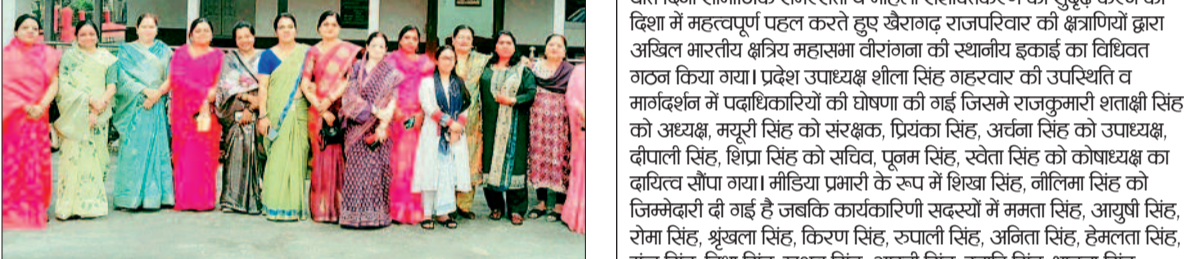 दिशा में महत्वपूर्ण पहल करते हुए खैरागढ़ राजपरिवार की क्षत्राणियों द्वारा
अखिल भारतीय क्षत्रिय महासभा वीरांगना की स्थानीय इकाई का विधिवत
गठन किया गया। प्रदेश उपाध्यक्ष शीला सिंह गहरवार की उपस्थिति व
मार्गदर्शन में पदाधिकारियों की घोषणा की गई जिसमे राजकुमारी शताक्षी सिंह
को अध्यक्ष, मयूरी सिंह को संरक्षक, प्रियंका सिंह, अर्चना सिंह को उपाध्यक्ष,
दीपाली सिंह, शिप्रा सिंह को सचिव, पूनम सिंह, स्वेता सिंह को कोषाध्यक्ष का
दायित्व सौंपा गया। मीडिया प्रभारी के रूप में शिखा सिंह, नीलिमा सिंह को
जिम्मेदारी दी गई है जबकि कार्यकारिणी सदस्यों में ममता सिंह, आयुषी सिंह,
रोमा सिंह, श्रृंखला सिंह, किरण सिंह, रुपाली सिंह, अनिता सिंह, हेमलता सिंह,